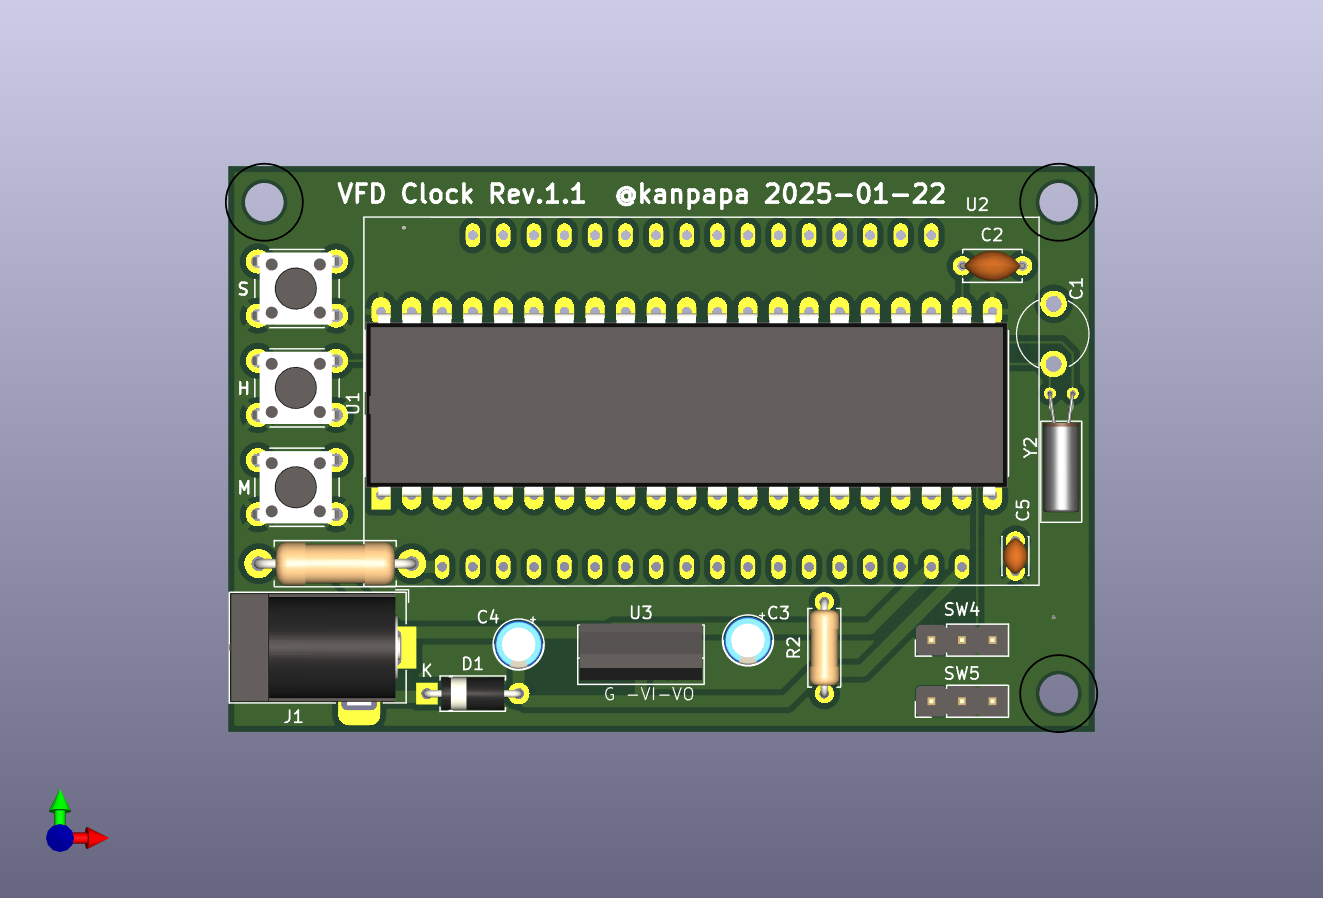 VFD Clock Rev.1.1 @kanpapa 2025-01-22
U2
C2
S
C1
H
U1
Y2
M
C5
C4
U3
C3
SW4
R2
K
D1
SW5
G -VI-VO
J1